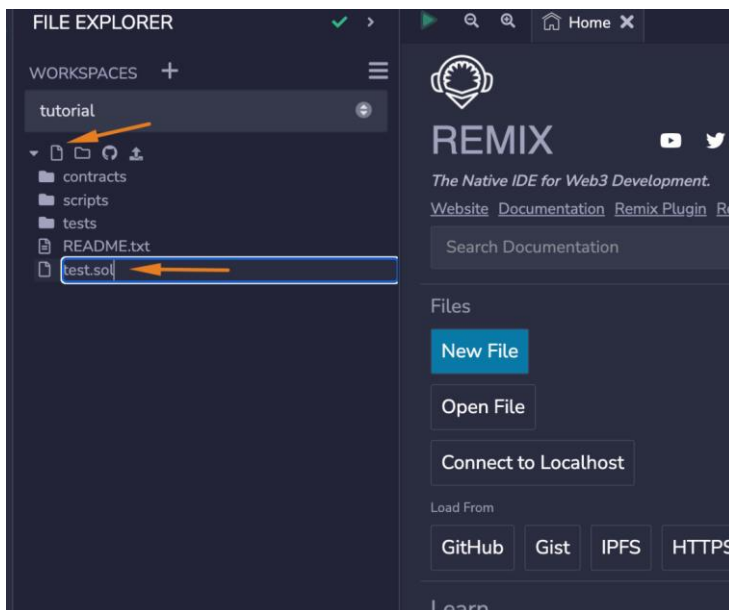 FILE EXPLORER
WORKSPACES
tutorial
contracts
scripts
tests
README.txt
test.sol
Home
REMIX
The Native IDE for Web3 Development.
Website Documentation Remix Plugin
Search Documentation
Files
New File
Open File
Connect to Localhost
Load From
GitHub Gist IPFS HTTPS
Learn